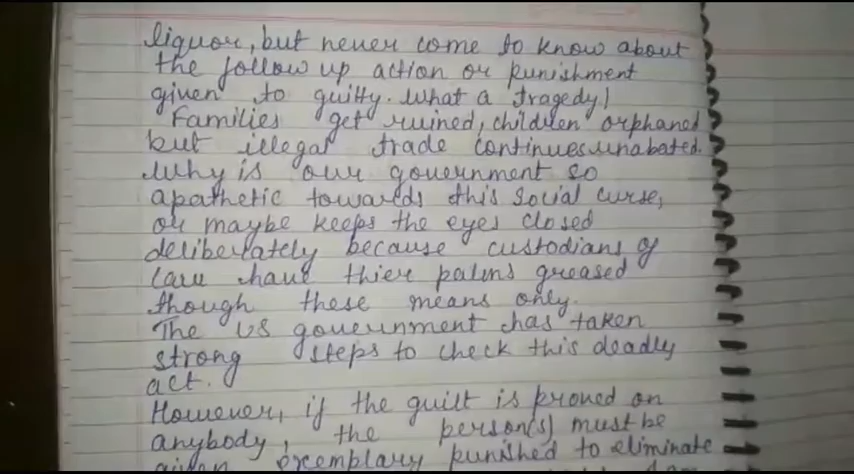 liquor, but never come to know about
the follow up action or punishment
given to guilty. What a tragedy!
Families get ruined, children orphaned
but illegal trade continues unabated.
Why is our government so
apathetic towards this social curse,
or maybe keeps the eyes closed
deliberately because custodians of
law have thier palms greased
though these means only.
The US government has taken
strong steps to check this deadly
act.
However, if the guilt is proved on
anybody, the person(s) must be
given exemplary punished to eliminate